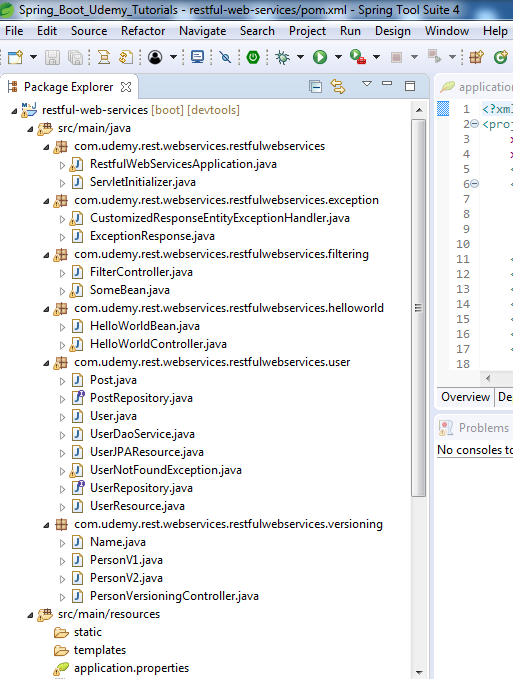 Spring_Boot_Udemy_Tutorials - restful-web-services/pom.xml - Spring Tool Suite 4
File Edit Source Refactor Navigate Search Project Run Design Window Help
Package Explorer
restful-web-services [boot] [devtools]
src/main/java
com.udemy.rest.webservices.restfulwebservices
RestfulWebServicesApplication.java
ServletInitializer.java
com.udemy.rest.webservices.restfulwebservices.exception
CustomizedResponseEntityExceptionHandler.java
ExceptionResponse.java
com.udemy.rest.webservices.restfulwebservices.filtering
FilterController.java
SomeBean.java
com.udemy.rest.webservices.restfulwebservices.helloworld
HelloWorldBean.java
HelloWorldController.java
com.udemy.rest.webservices.restfulwebservices.user
Post.java
PostRepository.java
User.java
UserDaoService.java
UserJPAResource.java
UserNotFoundException.java
UserRepository.java
UserResource.java
com.udemy.rest.webservices.restfulwebservices.versioning
Name.java
PersonV1.java
PersonV2.java
PersonVersioningController.java
src/main/resources
static
templates
application.properties
application
1 <?xm
2 <proj
3 x
4 x
5 <
6 <
7
8
9
10
11 <
12 <
13 <
14 <
15 <
16 <
17 <
18
Overview De
Problems
No consoles to